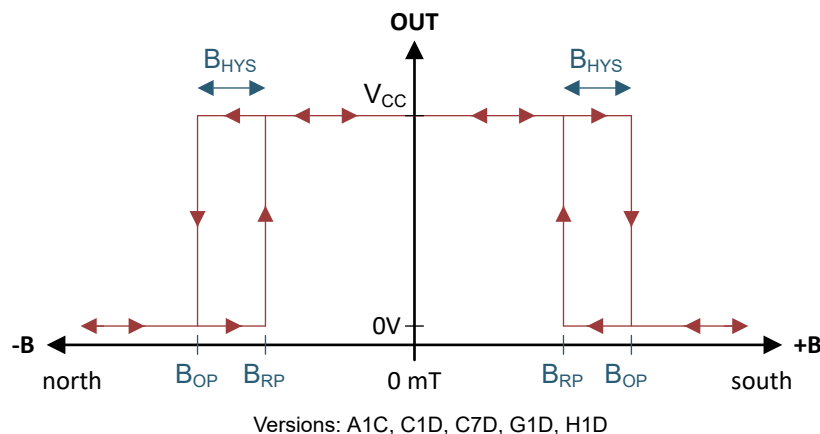 OUT
BHYS BHYS
VCC
0V
-B +B
north BOP BRP 0 mT BRP BOP south
Versions: A1C, C1D, C7D, G1D, H1D